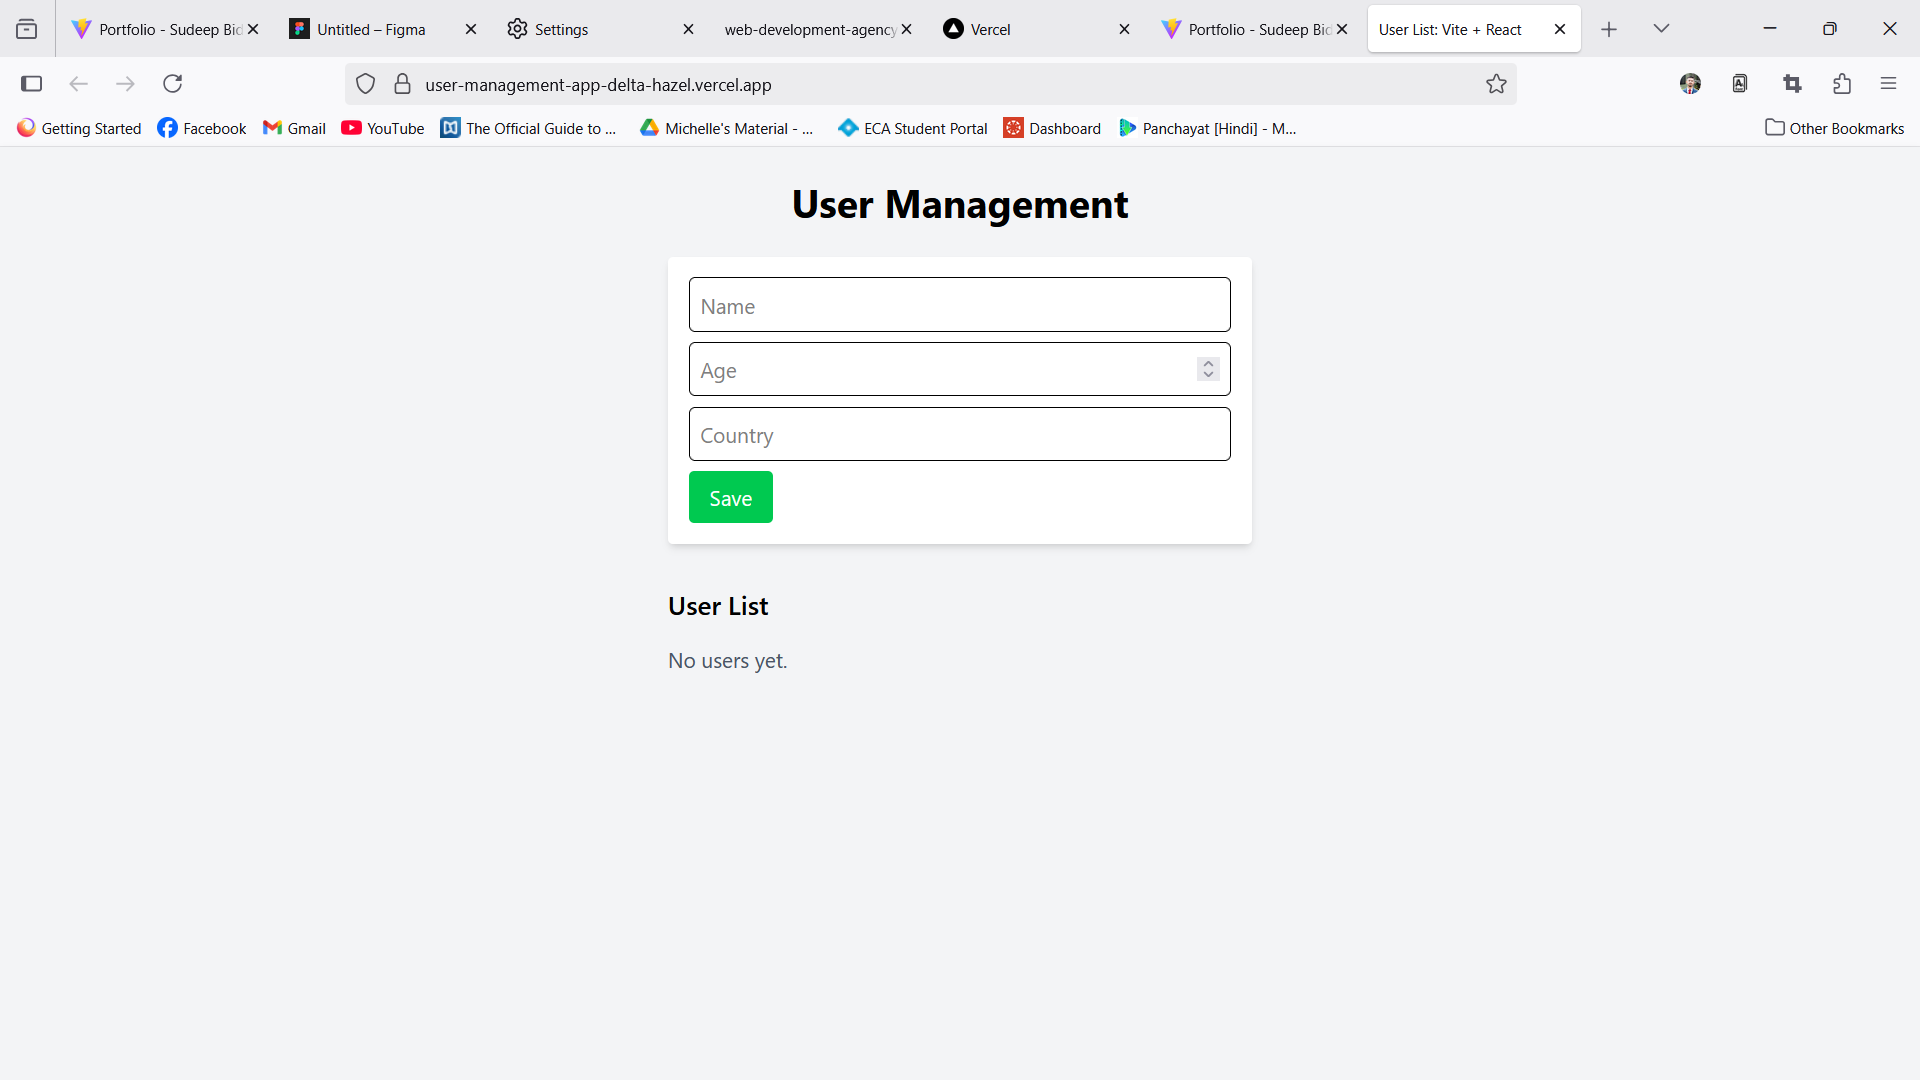 Portfolio - Sudeep Bid
Untitled – Figma
Settings
web-development-agency
Vercel
Portfolio - Sudeep Bid
User List: Vite + React
user-management-app-delta-hazel.vercel.app
Getting Started
Facebook
Gmail
YouTube
The Official Guide to ...
Michelle's Material - ...
ECA Student Portal
Dashboard
Panchayat [Hindi] - M...
Other Bookmarks
User Management
Name
Age
Country
Save
User List
No users yet.